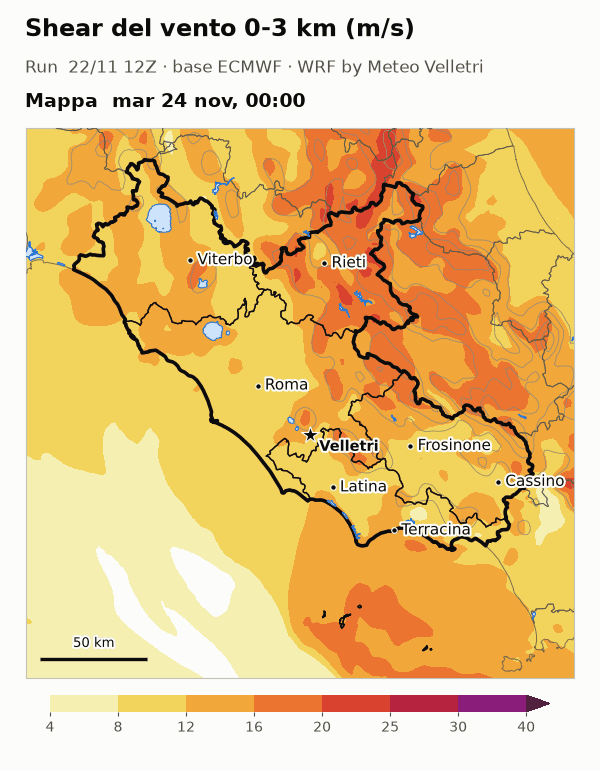 Shear del vento 0-3 km (m/s)
Run  22/11 12Z · base ECMWF · WRF by Meteo Velletri
Mappa  mar 24 nov, 00:00
Viterbo
Rieti
Roma
Velletri
Frosinone
Cassino
Latina
Terracina
50 km
4 8 12 16 20 25 30 40